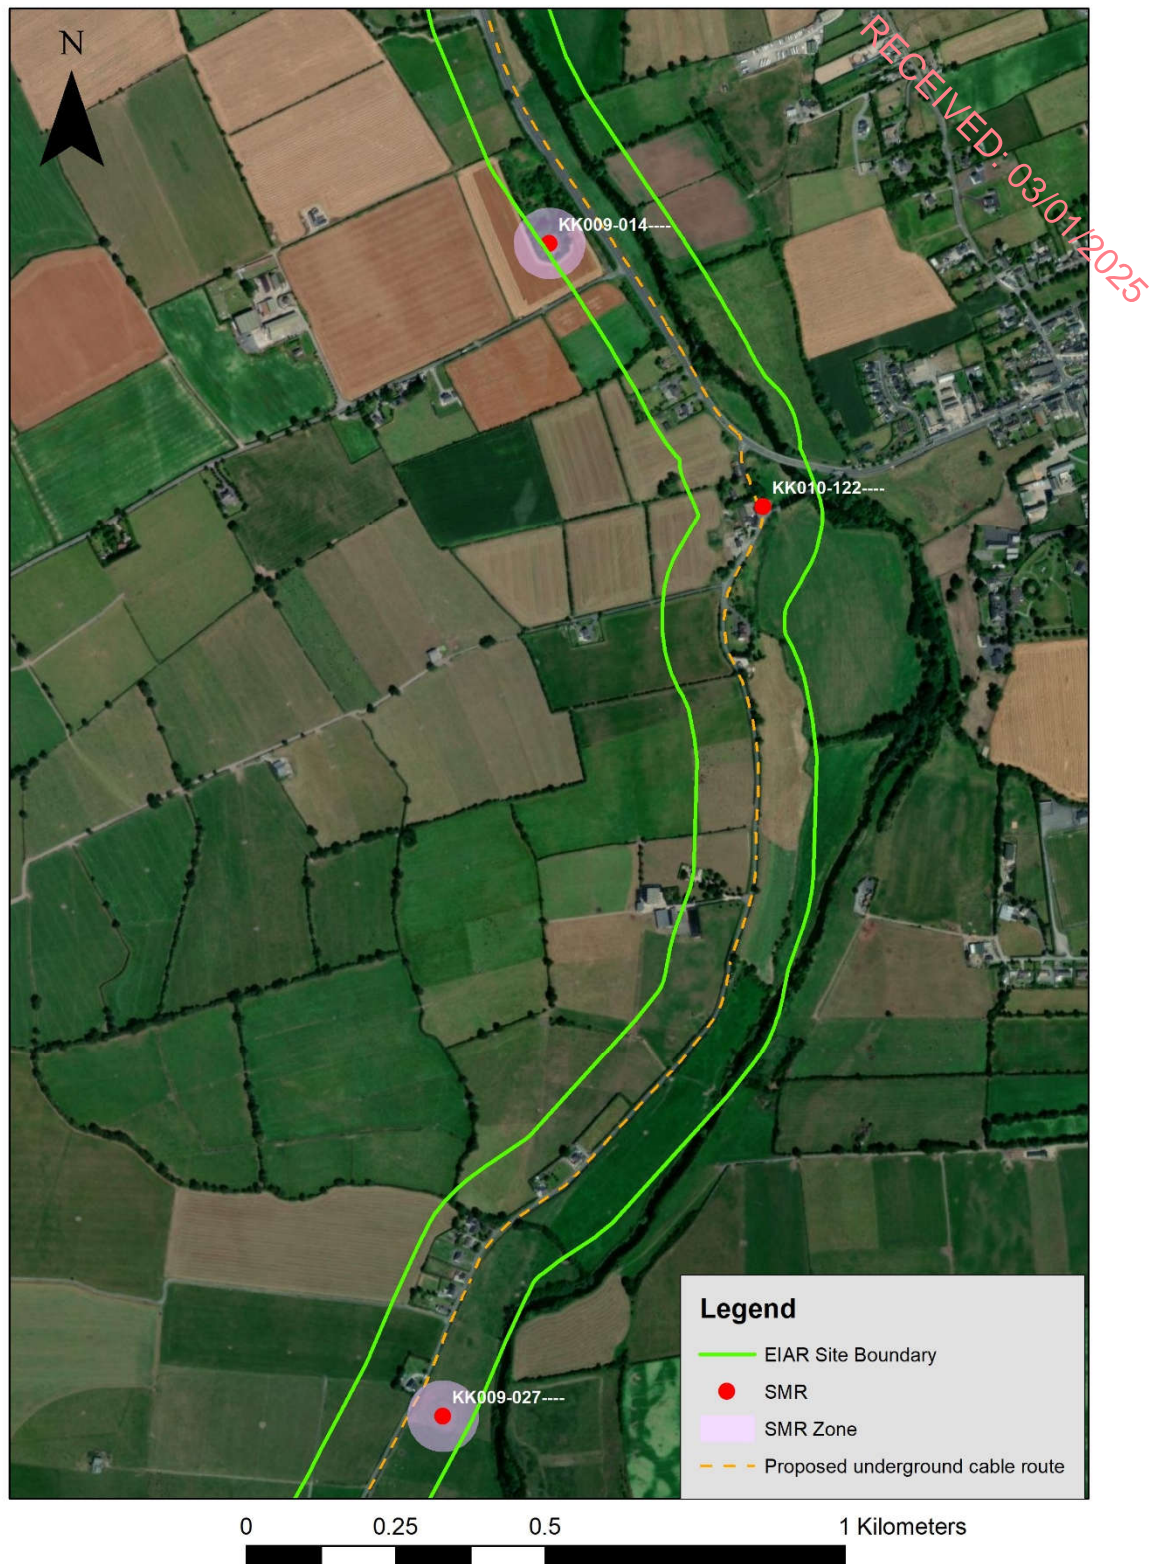 N
RECEIVED: 03/01/2025
KK009-014----
KK010-122----
KK009-027----
Legend
EIAR Site Boundary
SMR
SMR Zone
Proposed underground cable route
0 0.25 0.5 1 Kilometers